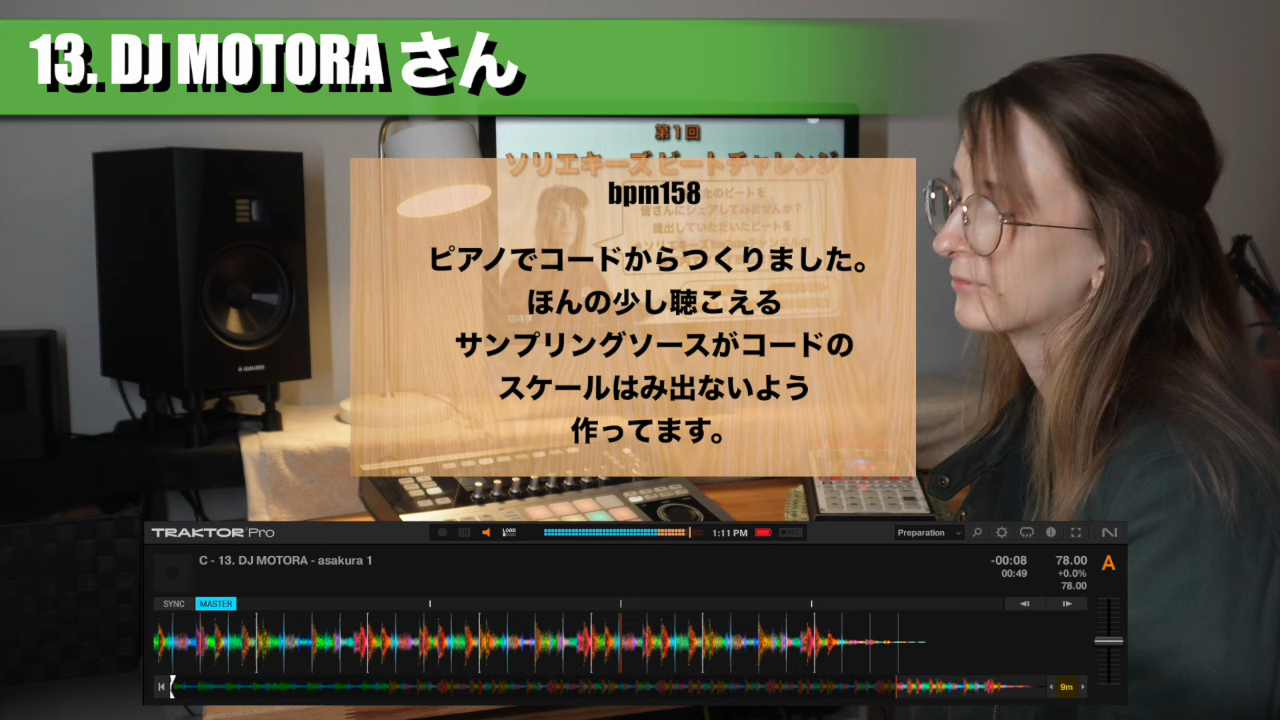 13. DJ MOTORA さん
第1回
ソリエキーズ ビートチャレンジ
bpm158
ピアノでコードからつくりました。
ほんの少し聴こえる
サンプリングソースがコードの
スケールはみ出ないよう
作ってます。
TRAKTOR Pro
LOAD
1:11 PM
Preparation
C - 13. DJ MOTORA - asakura 1
-00:08
78.00
00:49
+0.0%
78.00
A
SYNC
MASTER
9m